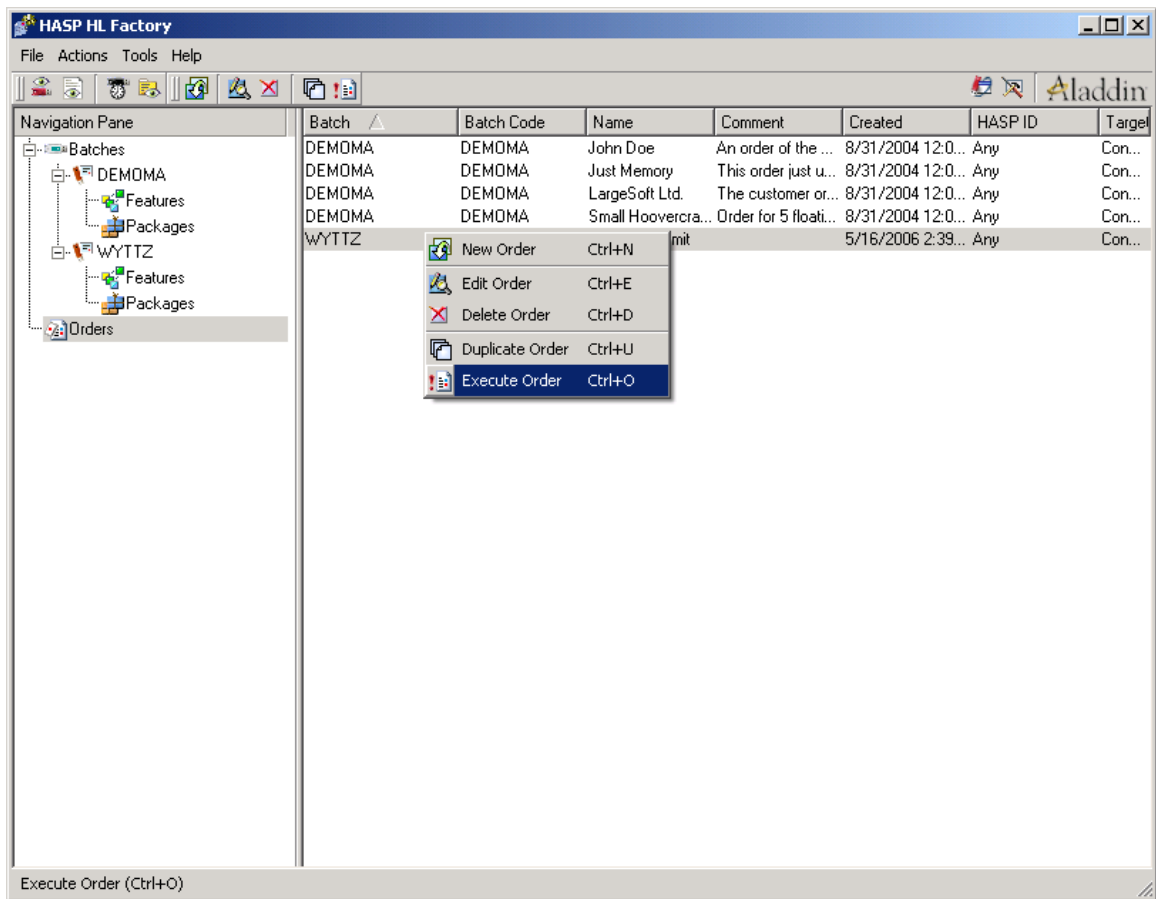 HASP HL Factory
File Actions Tools Help
Aladdin
Navigation Pane
Batches
DEMOMA
Features
Packages
WYTTZ
Features
Packages
Orders
Batch Batch Code Name Comment Created HASP ID Target
DEMOMA DEMOMA John Doe An order of the ... 8/31/2004 12:0... Any Con...
DEMOMA DEMOMA Just Memory This order just u... 8/31/2004 12:0... Any Con...
DEMOMA DEMOMA LargeSoft Ltd. The customer or... 8/31/2004 12:0... Any Con...
DEMOMA DEMOMA Small Hoovercra... Order for 5 floati... 8/31/2004 12:0... Any Con...
WYTTZ mit 5/16/2006 2:39... Any Con...
New Order Ctrl+N
Edit Order Ctrl+E
Delete Order Ctrl+D
Duplicate Order Ctrl+U
Execute Order Ctrl+O
Execute Order (Ctrl+O)